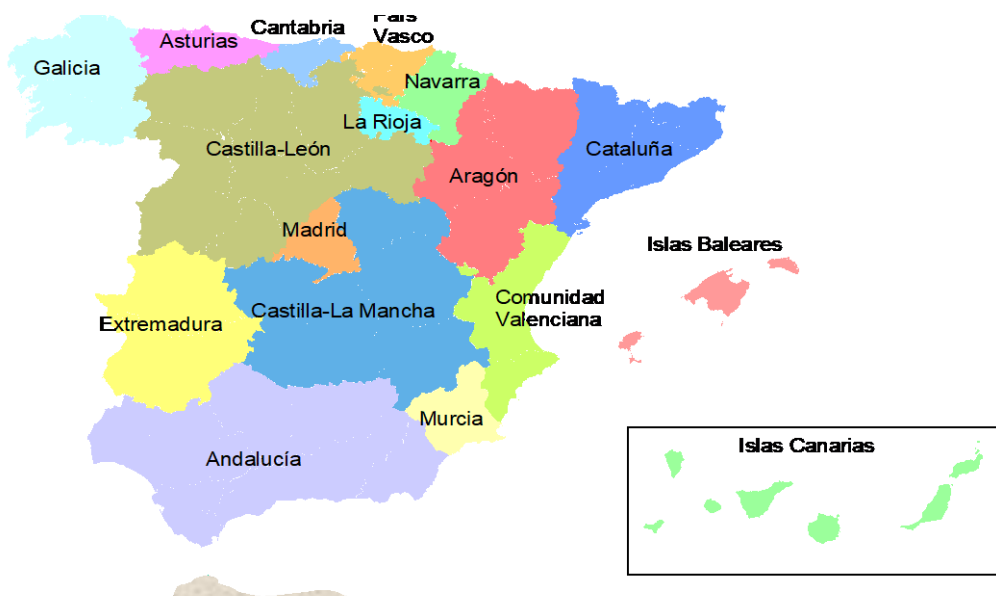 País
Vasco
Cantabria
Asturias
Galicia
Navarra
La Rioja
Castilla-León
Cataluña
Aragón
Madrid
Islas Baleares
Comunidad
Valenciana
Castilla-La Mancha
Extremadura
Murcia
Andalucía
Islas Canarias